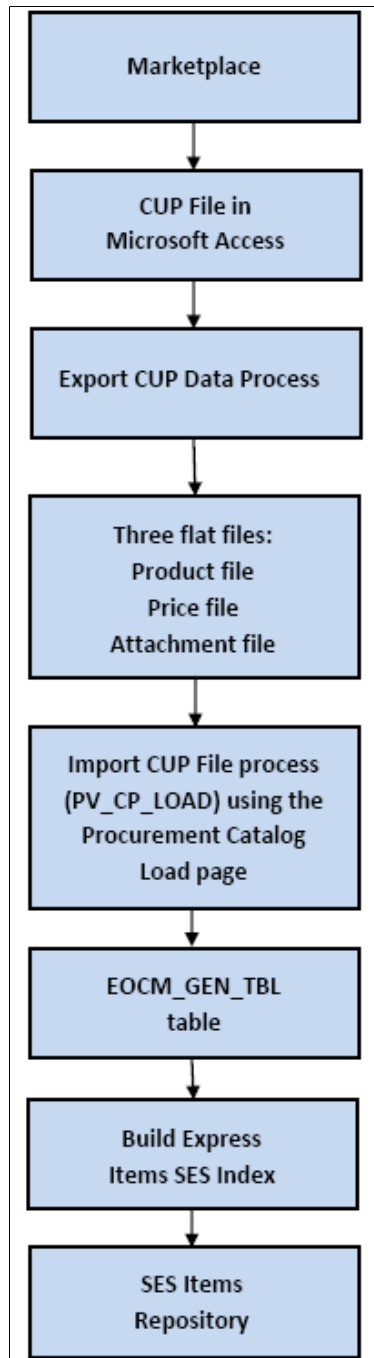 Marketplace
CUP File in
Microsoft Access
Export CUP Data Process
Three flat files:
Product file
Price file
Attachment file
Import CUP File process
(PV_CP_LOAD) using the
Procurement Catalog
Load page
EOCM_GEN_TBL
table
Build Express
Items SES Index
SES Items
Repository